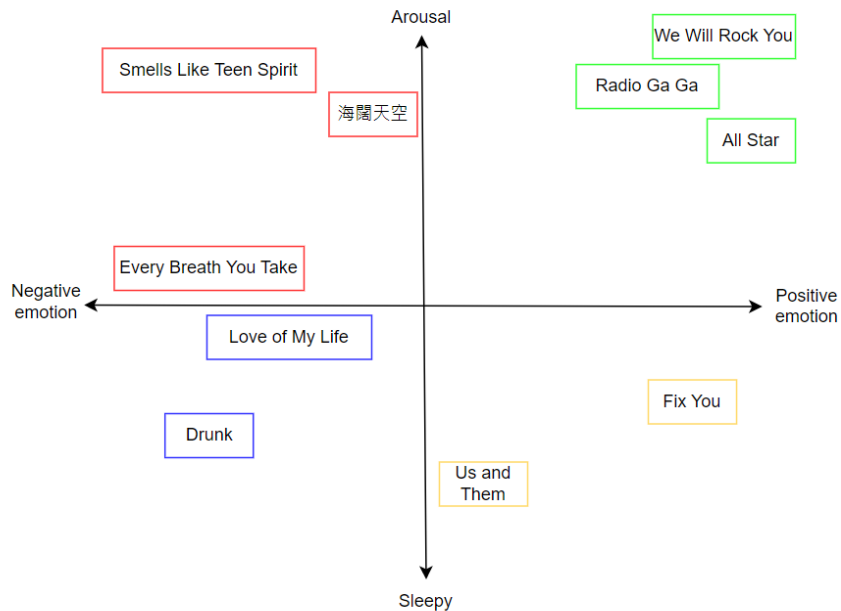 Arousal
We Will Rock You
Smells Like Teen Spirit
Radio Ga Ga
海闊天空
All Star
Every Breath You Take
Negative
emotion
Positive
emotion
Love of My Life
Fix You
Drunk
Us and
Them
Sleepy